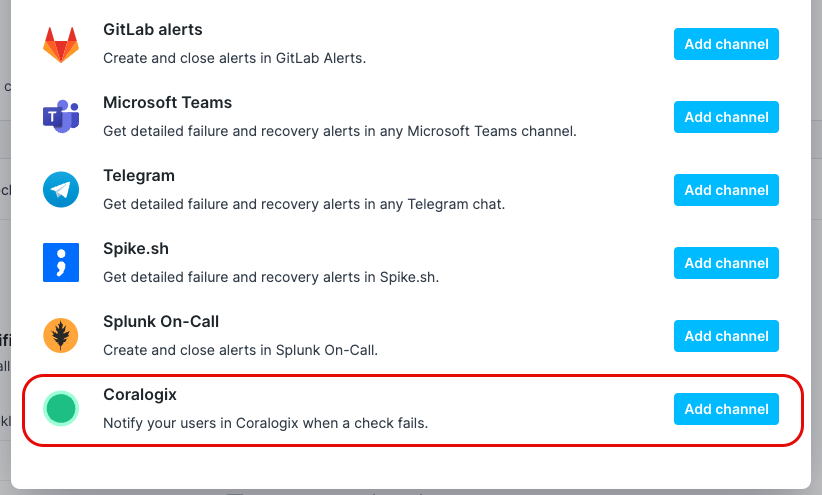 GitLab alerts
Create and close alerts in GitLab Alerts.
Add channel
Microsoft Teams
Get detailed failure and recovery alerts in any Microsoft Teams channel.
Add channel
Telegram
Get detailed failure and recovery alerts in any Telegram chat.
Add channel
Spike.sh
Get detailed failure and recovery alerts in Spike.sh.
Add channel
Splunk On-Call
Create and close alerts in Splunk On-Call.
Add channel
Coralogix
Notify your users in Coralogix when a check fails.
Add channel